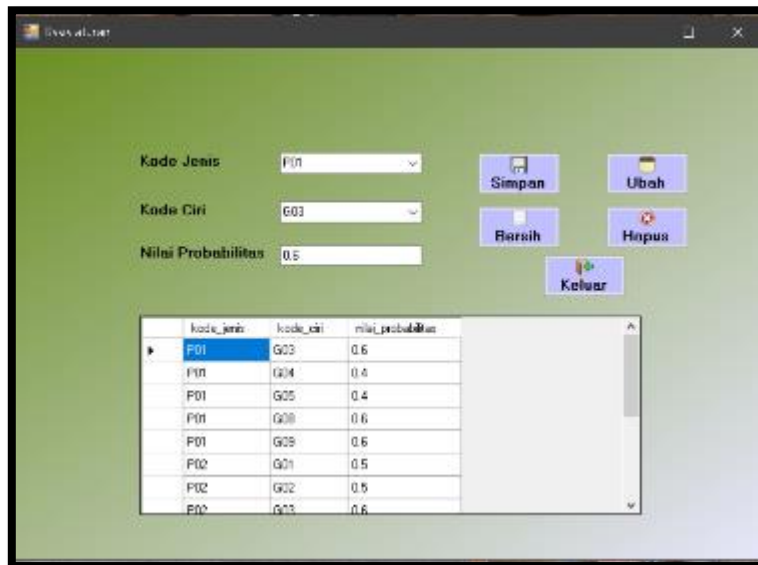 Kode Jenis
P01
Simpan
Ubah
Kode Ciri
G03
Bersih
Hapus
Nilai Probabilitas
0.6
Keluar
kode_jenis kode_ciri nilai_probabilitas
P01 G03 0.6
P01 G04 0.4
P01 G05 0.4
P01 G08 0.6
P01 G09 0.6
P02 G01 0.5
P02 G02 0.5
P02 G03 0.6